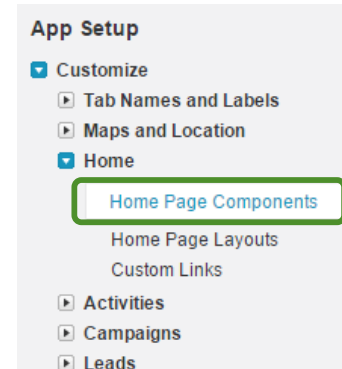 App Setup
Customize
Tab Names and Labels
Maps and Location
Home
Home Page Components
Home Page Layouts
Custom Links
Activities
Campaigns
Leads